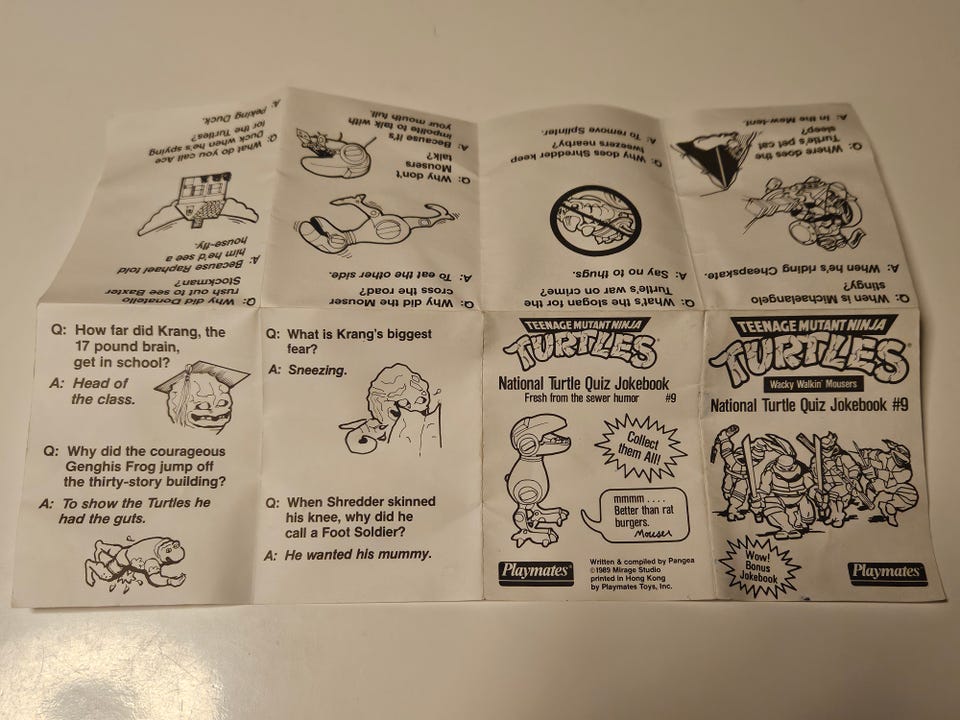 Q: Why did Donatello
rush out to see Baxter
Stockman?
A: Because Raphael told
him he'd see a
house-fly.
Q: What do you call ace
Duck when he's spying
for the Turtles?
A: Peking Duck.
Q: Why did the Mouser
cross the road?
A: To eat the other side.
Q: Why don't
Mousers
talk?
A: Because it's
impolite to talk with
your mouth full.
Q: What's the slogan for the
Turtle's war on crime?
A: Say no to thugs.
Q: Why does Shredder keep
tweezers nearby?
A: To remove Splinter.
Q: When is Michaelangelo
stingy?
A: When he's riding Cheapskate.
Q: Where does the
Turtle's pet cat
sleep?
A: In the Mew-tent.
Q: How far did Krang, the
17 pound brain,
get in school?
A: Head of
the class.
Q: Why did the courageous
Genghis Frog jump off
the thirty-story building?
A: To show the Turtles he
had the guts.
Q: What is Krang's biggest
fear?
A: Sneezing.
Q: When Shredder skinned
his knee, why did he
call a Foot Soldier?
A: He wanted his mummy.
TEENAGE MUTANT NINJA
TURTLES®
National Turtle Quiz Jokebook
Fresh from the sewer humor #9
Collect
them All!
mmmm ....
Better than rat
burgers.
Mouser
Playmates®
Written & compiled by Pangea
©1989 Mirage Studio
printed in Hong Kong
by Playmates Toys, Inc.
TEENAGE MUTANT NINJA
TURTLES®
Wacky Walkin' Mousers
National Turtle Quiz Jokebook #9
Wow!
Bonus
Jokebook
Playmates®